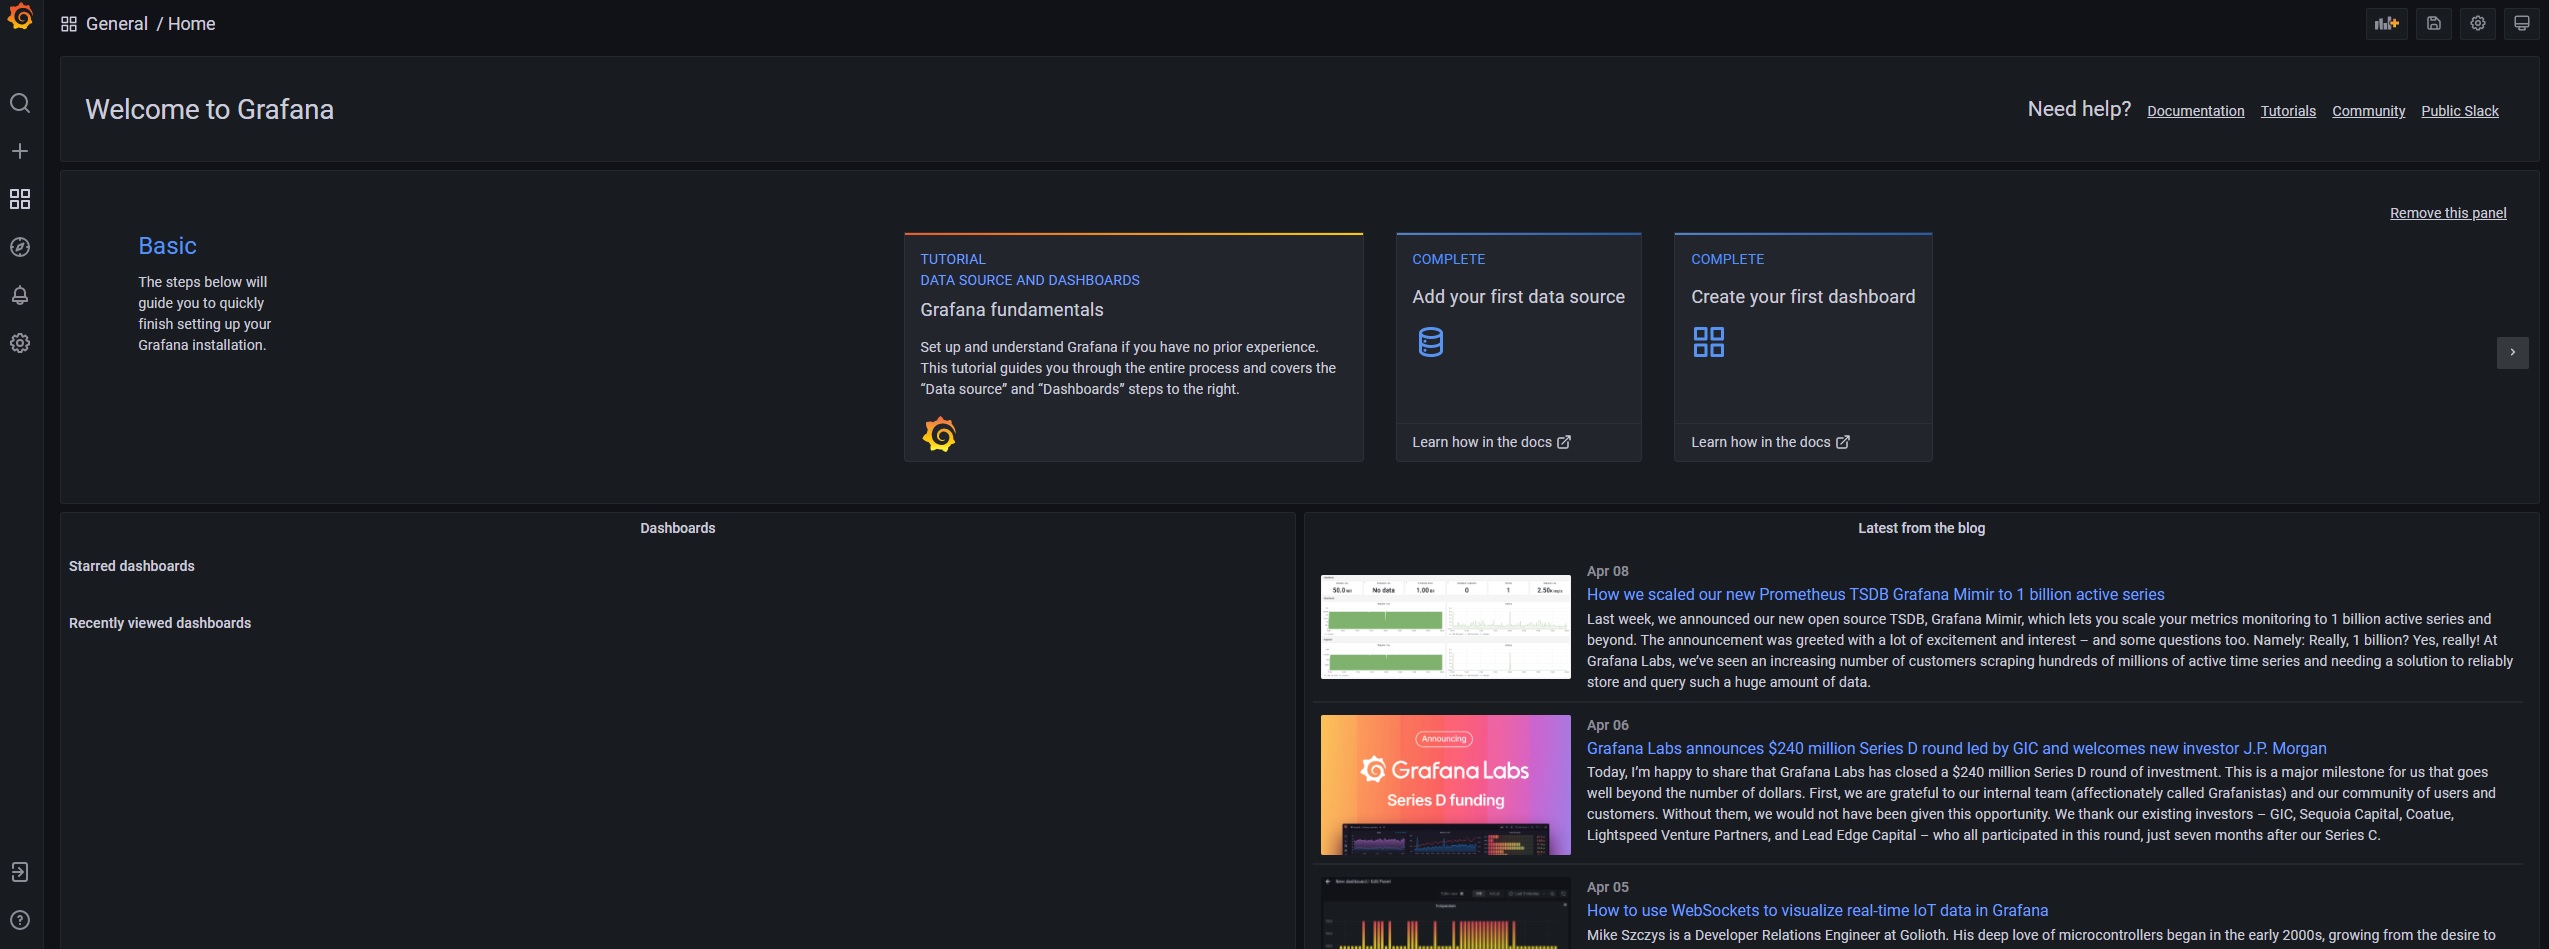 General / Home
Welcome to Grafana
Need help? Documentation Tutorials Community Public Slack
Remove this panel
Basic
The steps below will
guide you to quickly
finish setting up your
Grafana installation.
TUTORIAL
DATA SOURCE AND DASHBOARDS
Grafana fundamentals
Set up and understand Grafana if you have no prior experience.
This tutorial guides you through the entire process and covers the
“Data source” and “Dashboards” steps to the right.
COMPLETE
Add your first data source
Learn how in the docs
COMPLETE
Create your first dashboard
Learn how in the docs
Dashboards
Starred dashboards
Recently viewed dashboards
Latest from the blog
50.0
No data
1.00
0
1
2.50
Apr 08
How we scaled our new Prometheus TSDB Grafana Mimir to 1 billion active series
Last week, we announced our new open source TSDB, Grafana Mimir, which lets you scale your metrics monitoring to 1 billion active series and
beyond. The announcement was greeted with a lot of excitement and interest – and some questions too. Namely: Really, 1 billion? Yes, really! At
Grafana Labs, we’ve seen an increasing number of customers scraping hundreds of millions of active time series and needing a solution to reliably
store and query such a huge amount of data.
Announcing
Grafana Labs
Series D funding
Apr 06
Grafana Labs announces $240 million Series D round led by GIC and welcomes new investor J.P. Morgan
Today, I’m happy to share that Grafana Labs has closed a $240 million Series D round of investment. This is a major milestone for us that goes
well beyond the number of dollars. First, we are grateful to our internal team (affectionately called Grafanistas) and our community of users and
customers. Without them, we would not have been given this opportunity. We thank our existing investors – GIC, Sequoia Capital, Coatue,
Lightspeed Venture Partners, and Lead Edge Capital – who all participated in this round, just seven months after our Series C.
New dashboard / Edit Panel
Apr 05
How to use WebSockets to visualize real-time IoT data in Grafana
Mike Szczys is a Developer Relations Engineer at Golioth. His deep love of microcontrollers began in the early 2000s, growing from the desire to